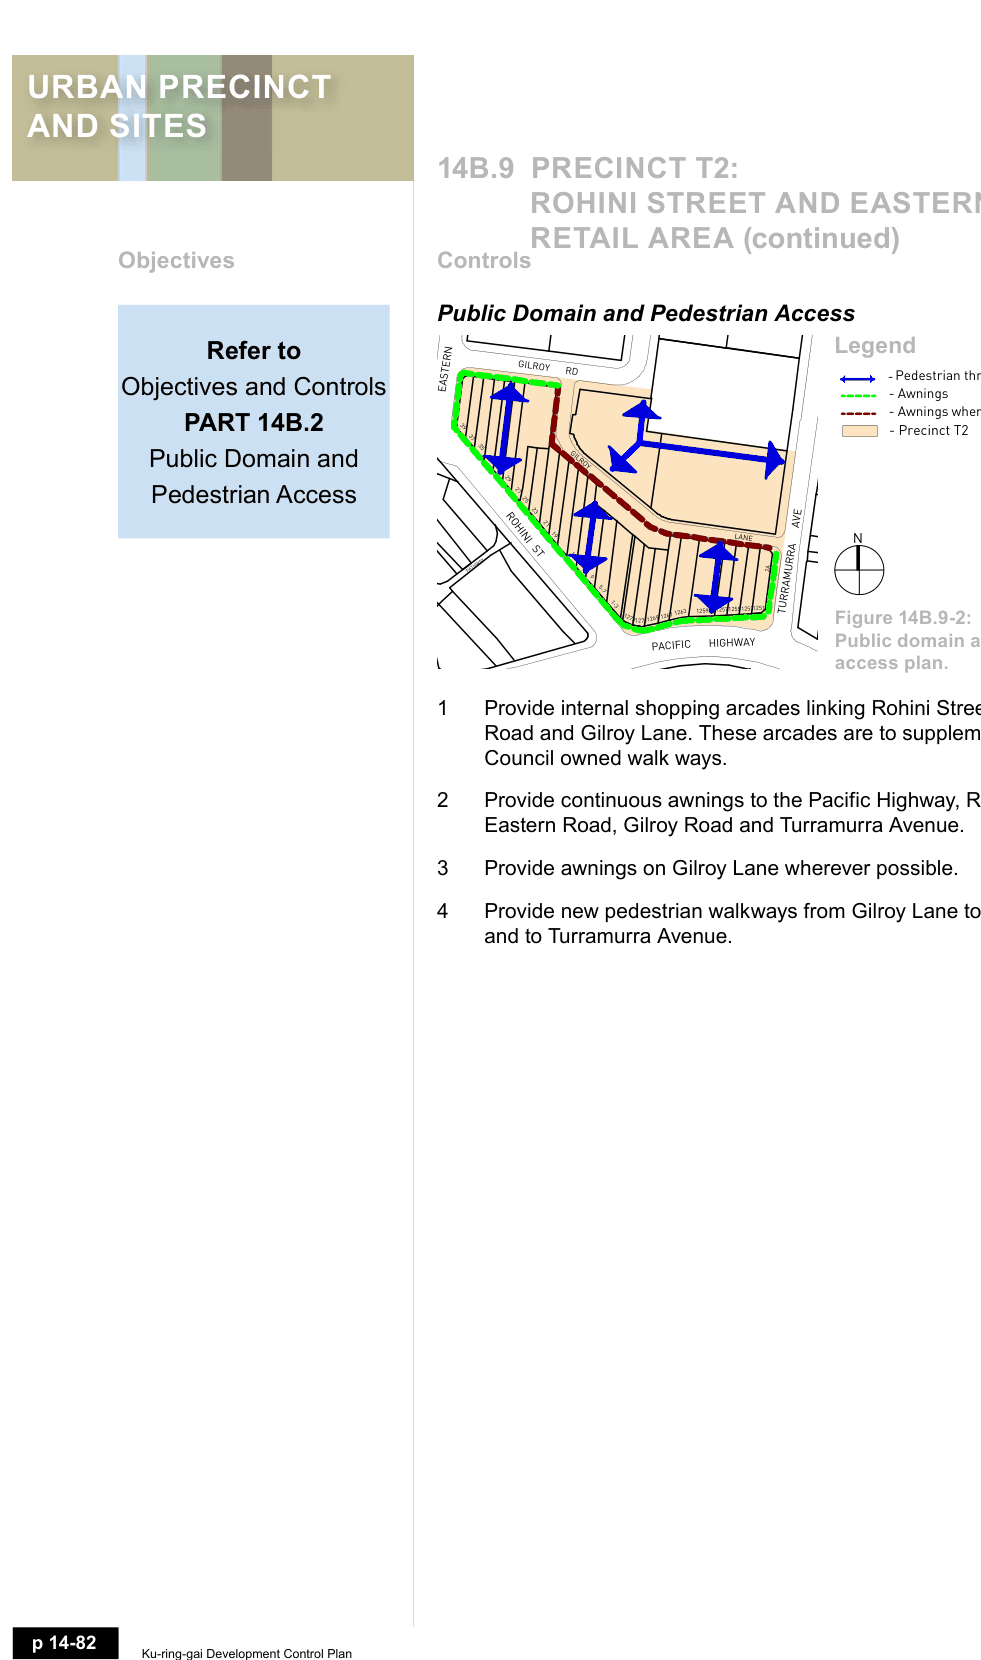 URBAN PRECINCT
AND SITES
14B.9 PRECINCT T2:
ROHINI STREET AND EASTERN
RETAIL AREA (continued)
Objectives
Controls
Refer to
Objectives and Controls
PART 14B.2
Public Domain and
Pedestrian Access
Public Domain and Pedestrian Access
Legend
- Pedestrian thr
- Awnings
- Awnings wher
- Precinct T2
EASTERN
GILROY RD
GILROY
LANE
ROHINI ST
TURRAMURRA AVE
PACIFIC HIGHWAY
N
Figure 14B.9-2:
Public domain a
access plan.
1 Provide internal shopping arcades linking Rohini Stree
Road and Gilroy Lane. These arcades are to supplem
Council owned walk ways.
2 Provide continuous awnings to the Pacific Highway, R
Eastern Road, Gilroy Road and Turramurra Avenue.
3 Provide awnings on Gilroy Lane wherever possible.
4 Provide new pedestrian walkways from Gilroy Lane to
and to Turramurra Avenue.
p 14-82
Ku-ring-gai Development Control Plan